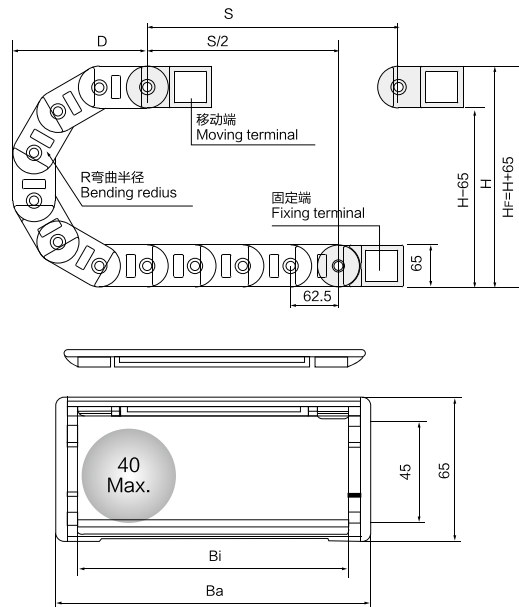 S
D
S/2
移动端
Moving terminal
R弯曲半径
Bending redius
固定端
Fixing terminal
H-65
H
HF=H+65
65
62.5
40
Max.
45
65
Bi
Ba